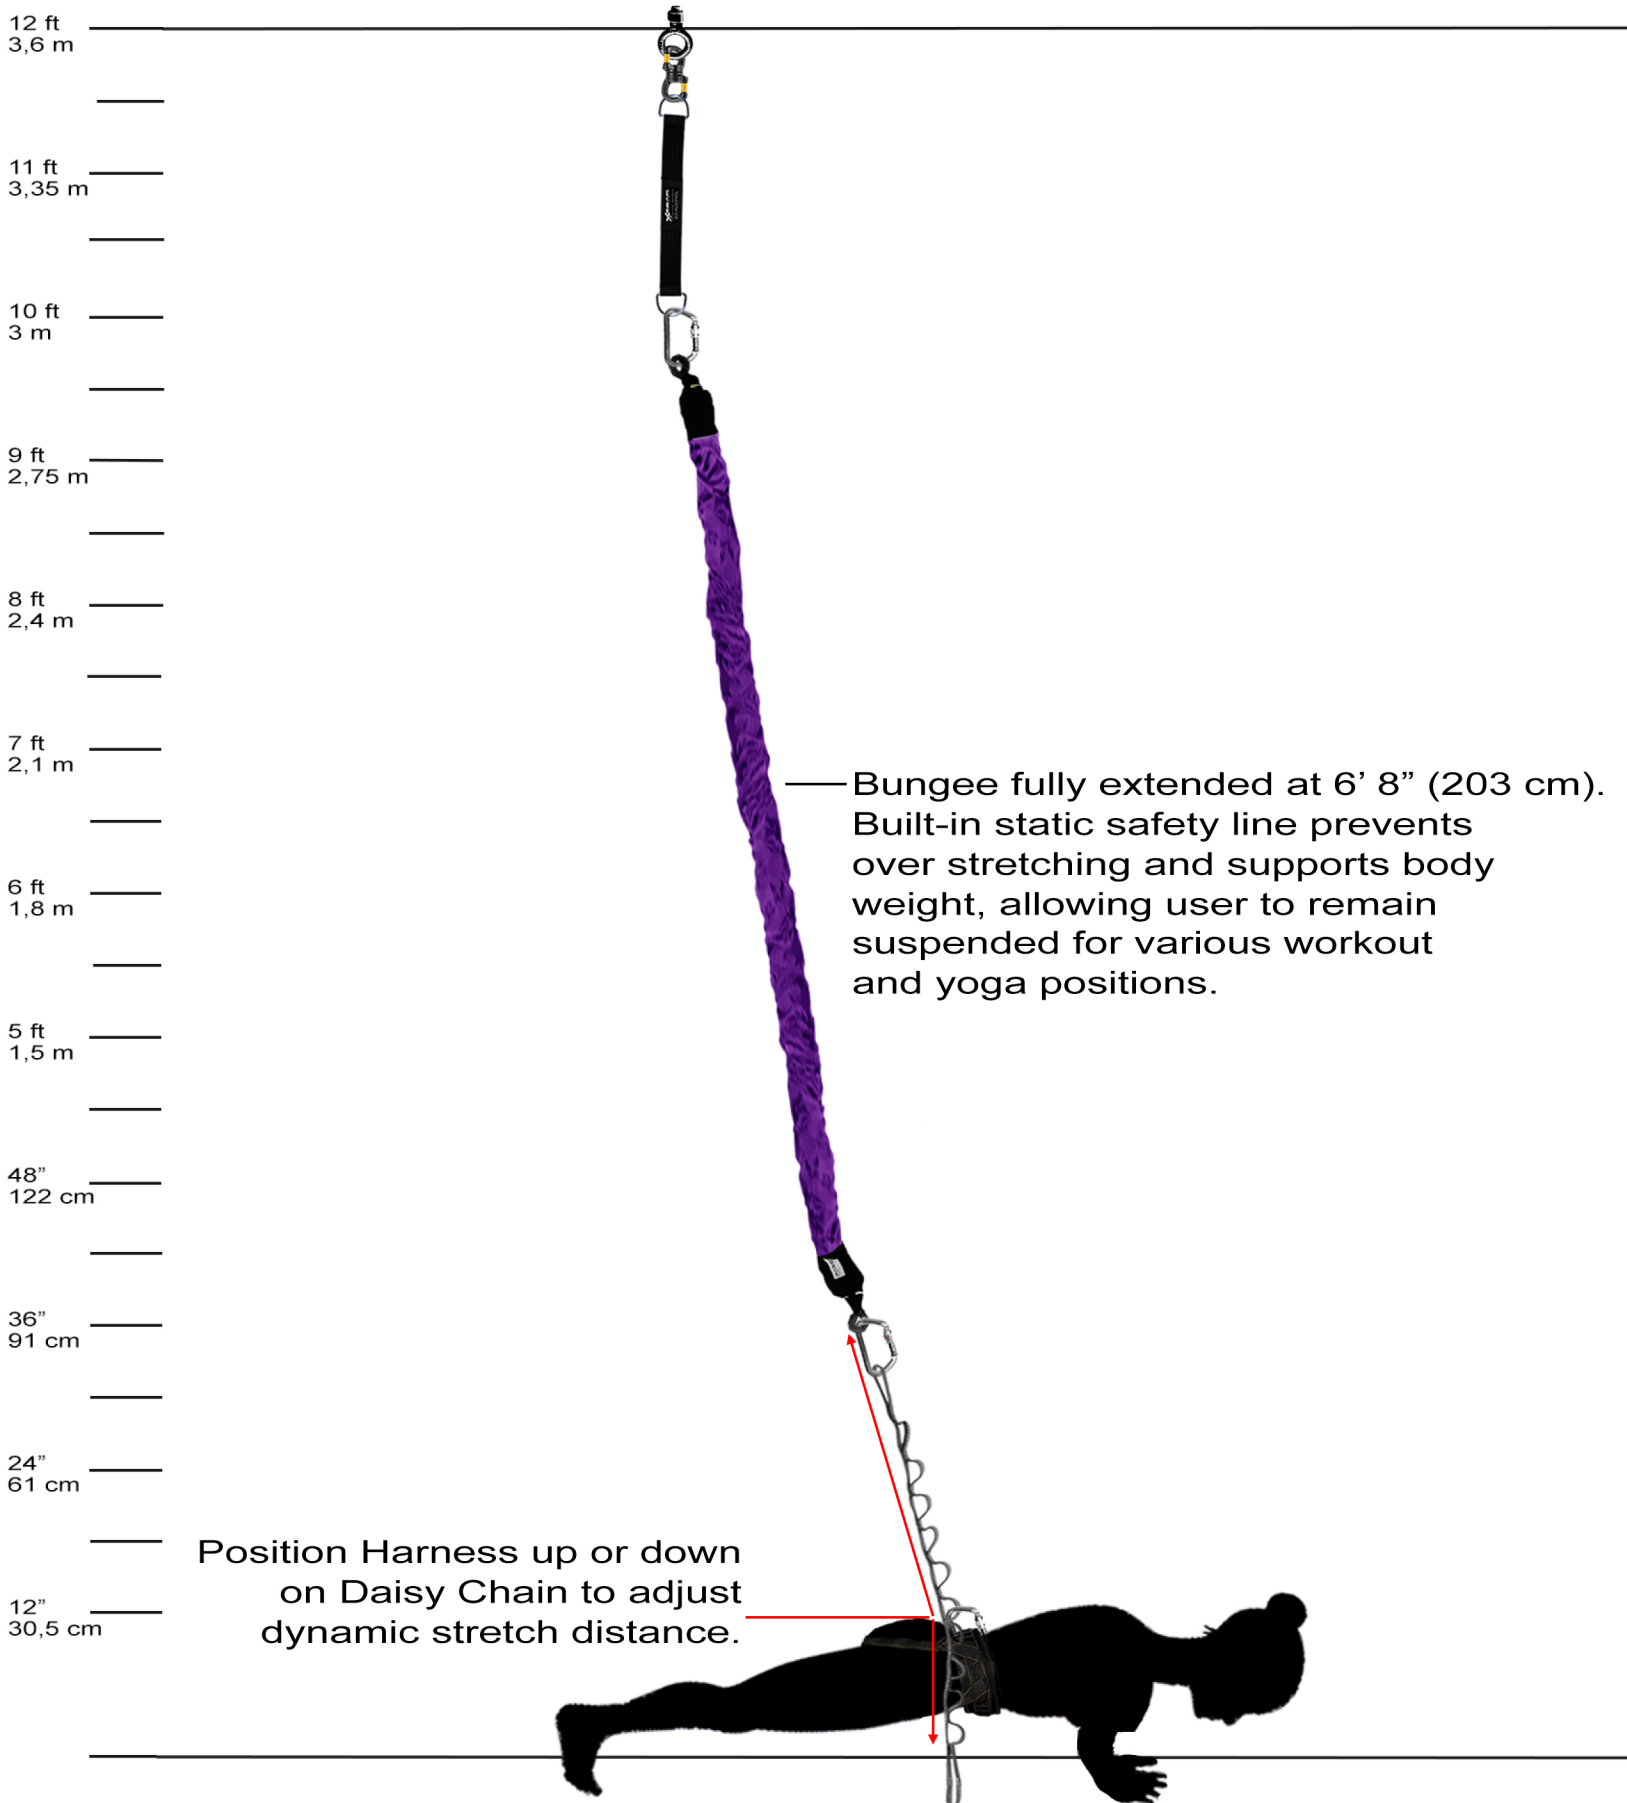 12 ft
3,6 m
11 ft
3,35 m
10 ft
3 m
9 ft
2,75 m
8 ft
2,4 m
7 ft
2,1 m
Bungee fully extended at 6’ 8” (203 cm).
Built-in static safety line prevents
over stretching and supports body
weight, allowing user to remain
suspended for various workout
and yoga positions.
6 ft
1,8 m
5 ft
1,5 m
48”
122 cm
36”
91 cm
24”
61 cm
Position Harness up or down
on Daisy Chain to adjust
dynamic stretch distance.
12”
30,5 cm